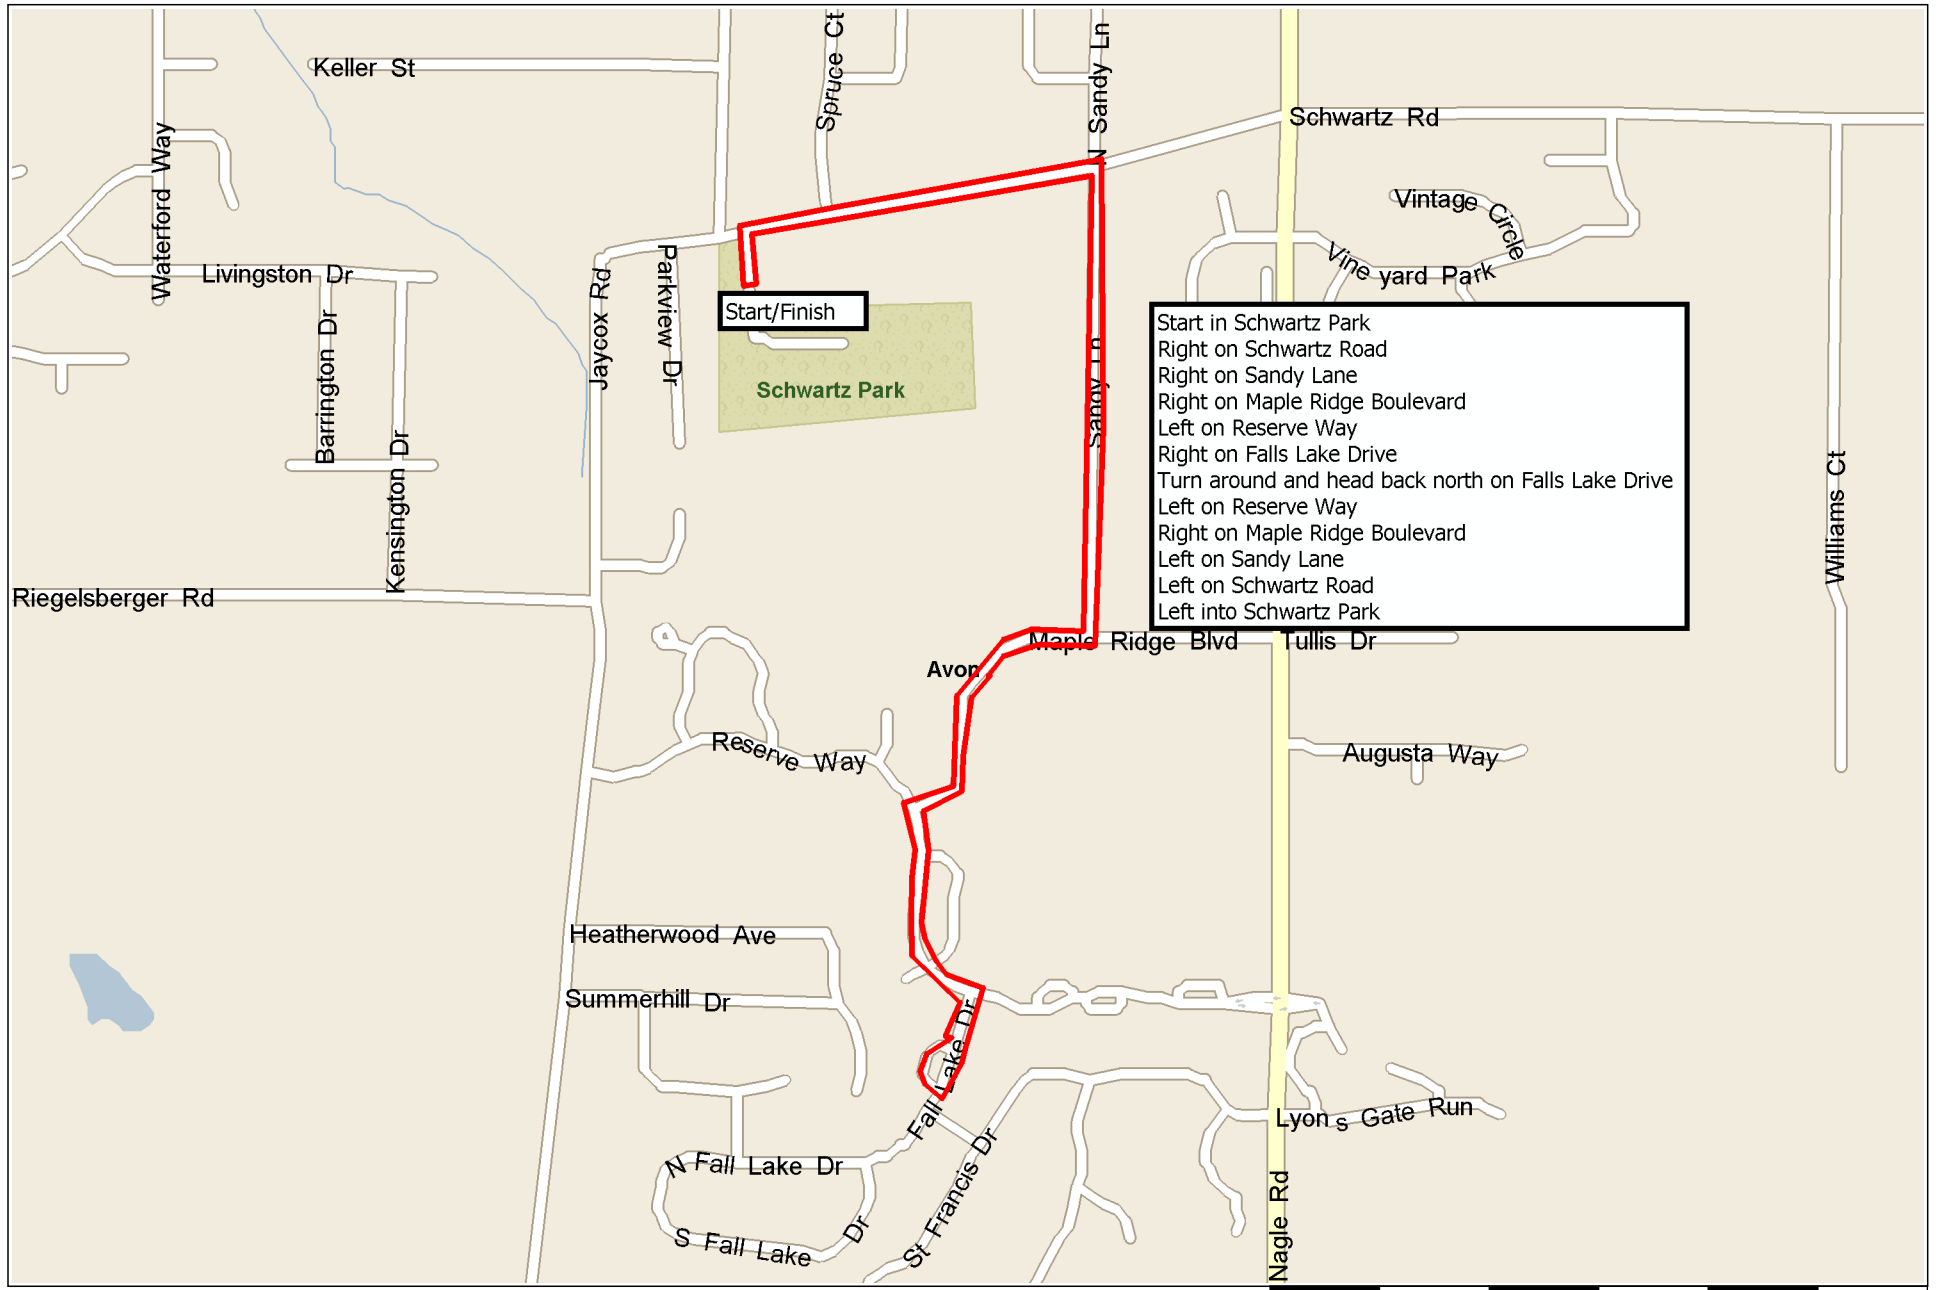 Keller St
Spruce Ct
N Sandy Ln
Schwartz Rd
Waterford Way
Vintage Circle
Livingston Dr
Vineyard Park
Jaycox Rd
Parkview Dr
Barrington Dr
Kensington Dr
Start/Finish
Schwartz Park
Sandy Ln
Start in Schwartz Park
Right on Schwartz Road
Right on Sandy Lane
Right on Maple Ridge Boulevard
Left on Reserve Way
Right on Falls Lake Drive
Turn around and head back north on Falls Lake Drive
Left on Reserve Way
Right on Maple Ridge Boulevard
Left on Sandy Lane
Left on Schwartz Road
Left into Schwartz Park
Williams Ct
Riegelsberger Rd
Maple Ridge Blvd
Tullis Dr
Avon
Reserve Way
Augusta Way
Heatherwood Ave
Summerhill Dr
Fall Lake Dr
Lyons Gate Run
N Fall Lake Dr
St Francis Dr
S Fall Lake Dr
Nagle Rd